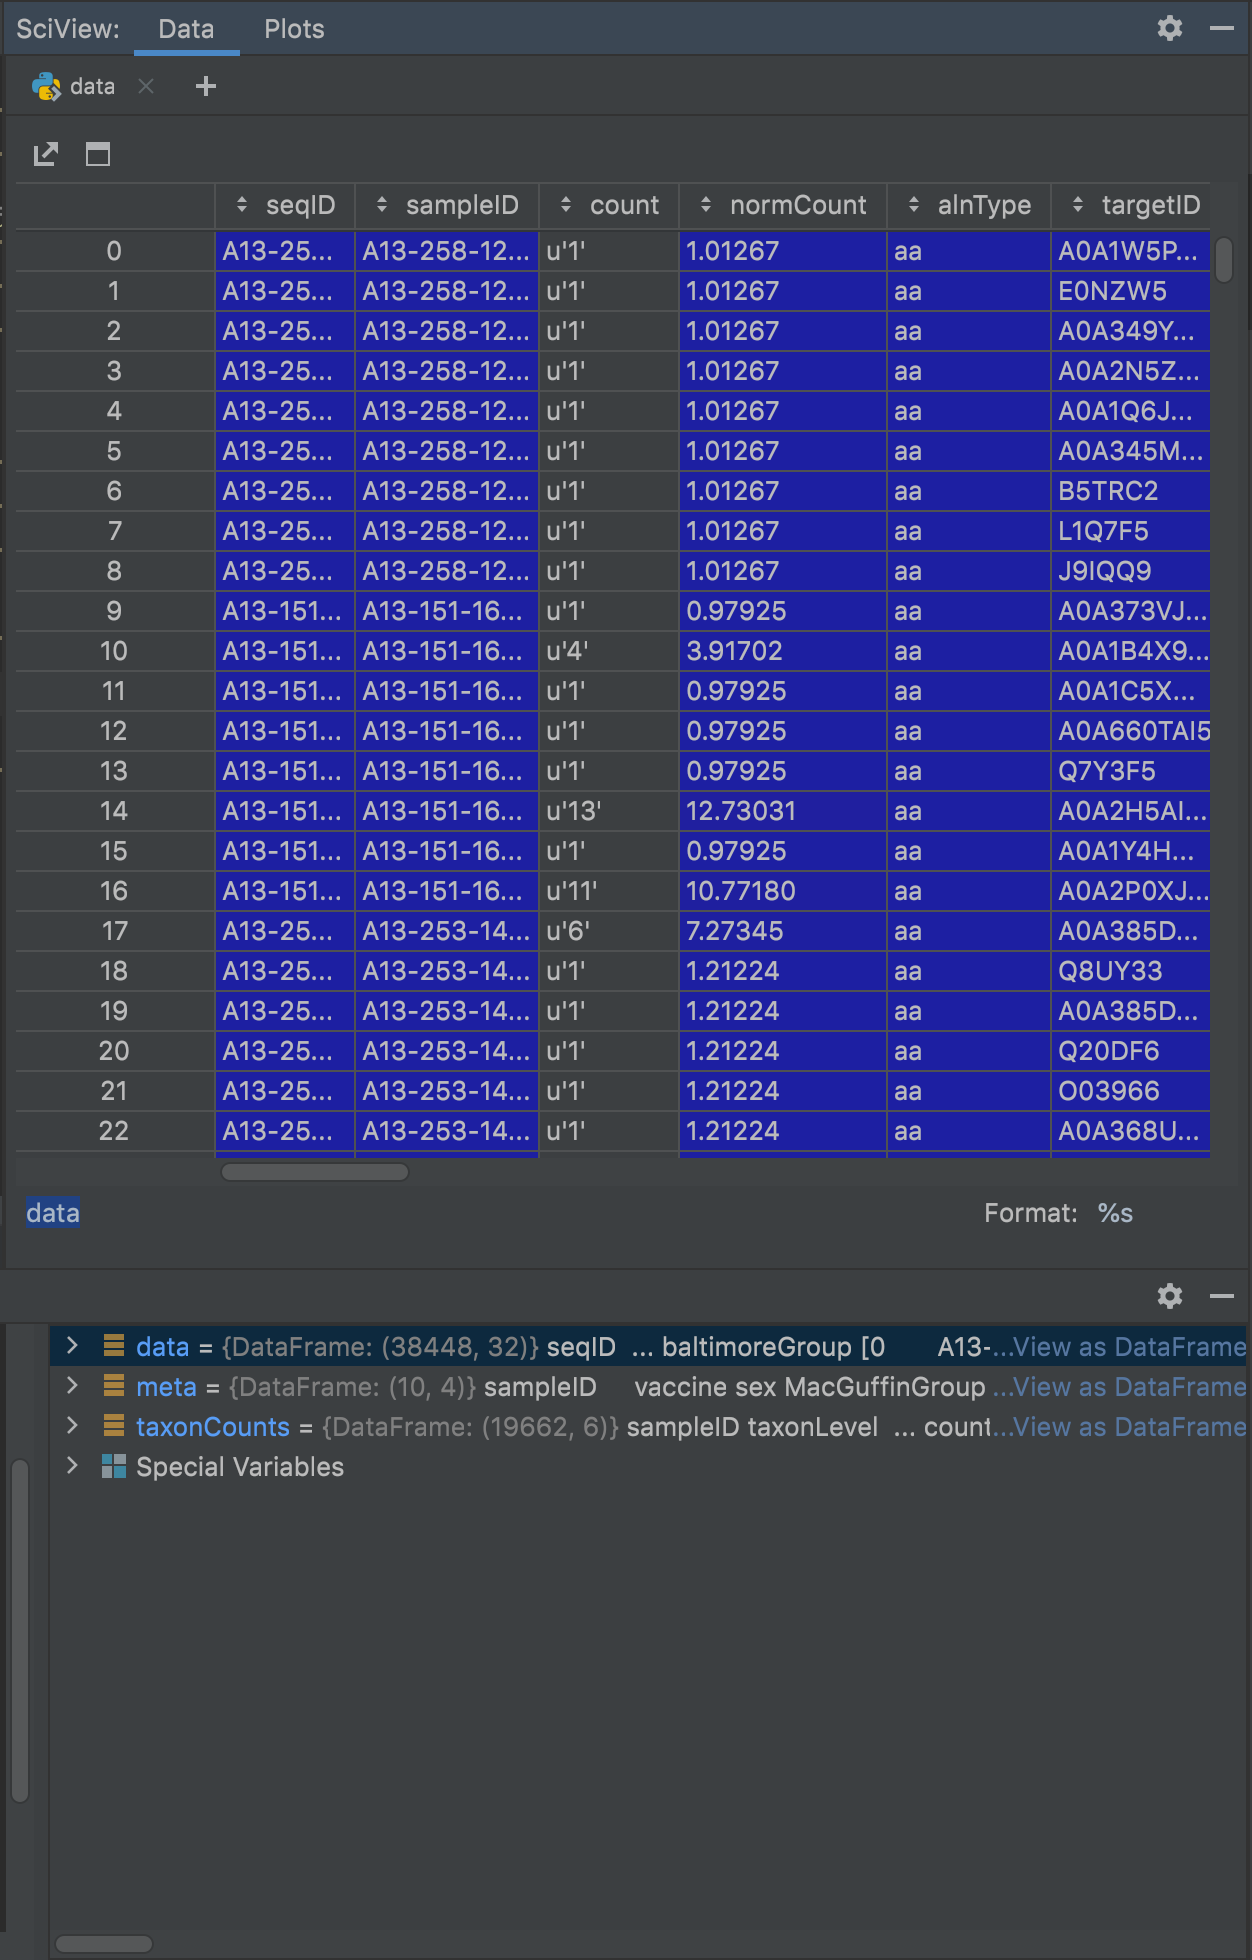 SciView: Data Plots
data
seqID sampleID count normCount alnType targetID
0 A13-25... A13-258-12... u'1' 1.01267 aa A0A1W5P...
1 A13-25... A13-258-12... u'1' 1.01267 aa E0NZW5
2 A13-25... A13-258-12... u'1' 1.01267 aa A0A349Y...
3 A13-25... A13-258-12... u'1' 1.01267 aa A0A2N5Z...
4 A13-25... A13-258-12... u'1' 1.01267 aa A0A1Q6J...
5 A13-25... A13-258-12... u'1' 1.01267 aa A0A345M...
6 A13-25... A13-258-12... u'1' 1.01267 aa B5TRC2
7 A13-25... A13-258-12... u'1' 1.01267 aa L1Q7F5
8 A13-25... A13-258-12... u'1' 1.01267 aa J9IQQ9
9 A13-151... A13-151-16... u'1' 0.97925 aa A0A373VJ...
10 A13-151... A13-151-16... u'4' 3.91702 aa A0A1B4X9...
11 A13-151... A13-151-16... u'1' 0.97925 aa A0A1C5X...
12 A13-151... A13-151-16... u'1' 0.97925 aa A0A660TAI5
13 A13-151... A13-151-16... u'1' 0.97925 aa Q7Y3F5
14 A13-151... A13-151-16... u'13' 12.73031 aa A0A2H5AI...
15 A13-151... A13-151-16... u'1' 0.97925 aa A0A1Y4H...
16 A13-151... A13-151-16... u'11' 10.77180 aa A0A2P0XJ...
17 A13-25... A13-253-14... u'6' 7.27345 aa A0A385D...
18 A13-25... A13-253-14... u'1' 1.21224 aa Q8UY33
19 A13-25... A13-253-14... u'1' 1.21224 aa A0A385D...
20 A13-25... A13-253-14... u'1' 1.21224 aa Q20DF6
21 A13-25... A13-253-14... u'1' 1.21224 aa O03966
22 A13-25... A13-253-14... u'1' 1.21224 aa A0A368U...
data Format: %s
data = {DataFrame: (38448, 32)} seqID ... baltimoreGroup [0 A13-...View as DataFrame
meta = {DataFrame: (10, 4)} sampleID vaccine sex MacGuffinGroup ...View as DataFrame
taxonCounts = {DataFrame: (19662, 6)} sampleID taxonLevel ... count...View as DataFrame
Special Variables